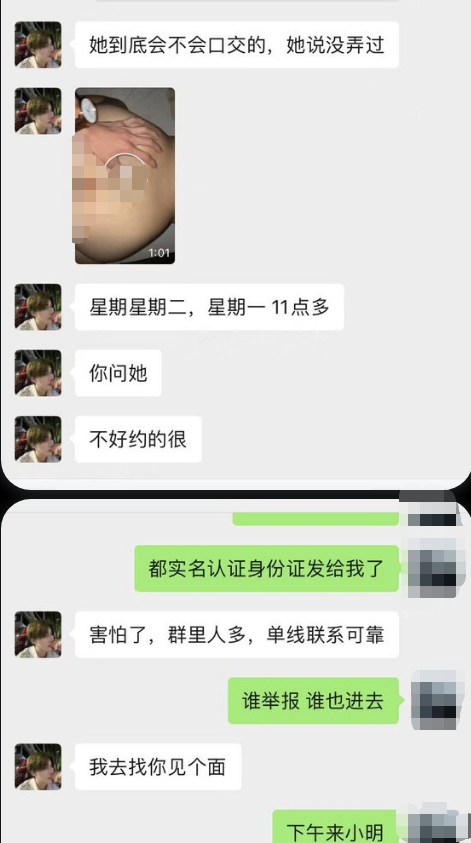 她到底会不会口交的，她说没弄过
1:01
星期星期二，星期一 11点多
你问她
不好约的很
都实名认证身份证发给我了
害怕了，群里人多，单线联系可靠
谁举报 谁也进去
我去找你见个面
下午来小明